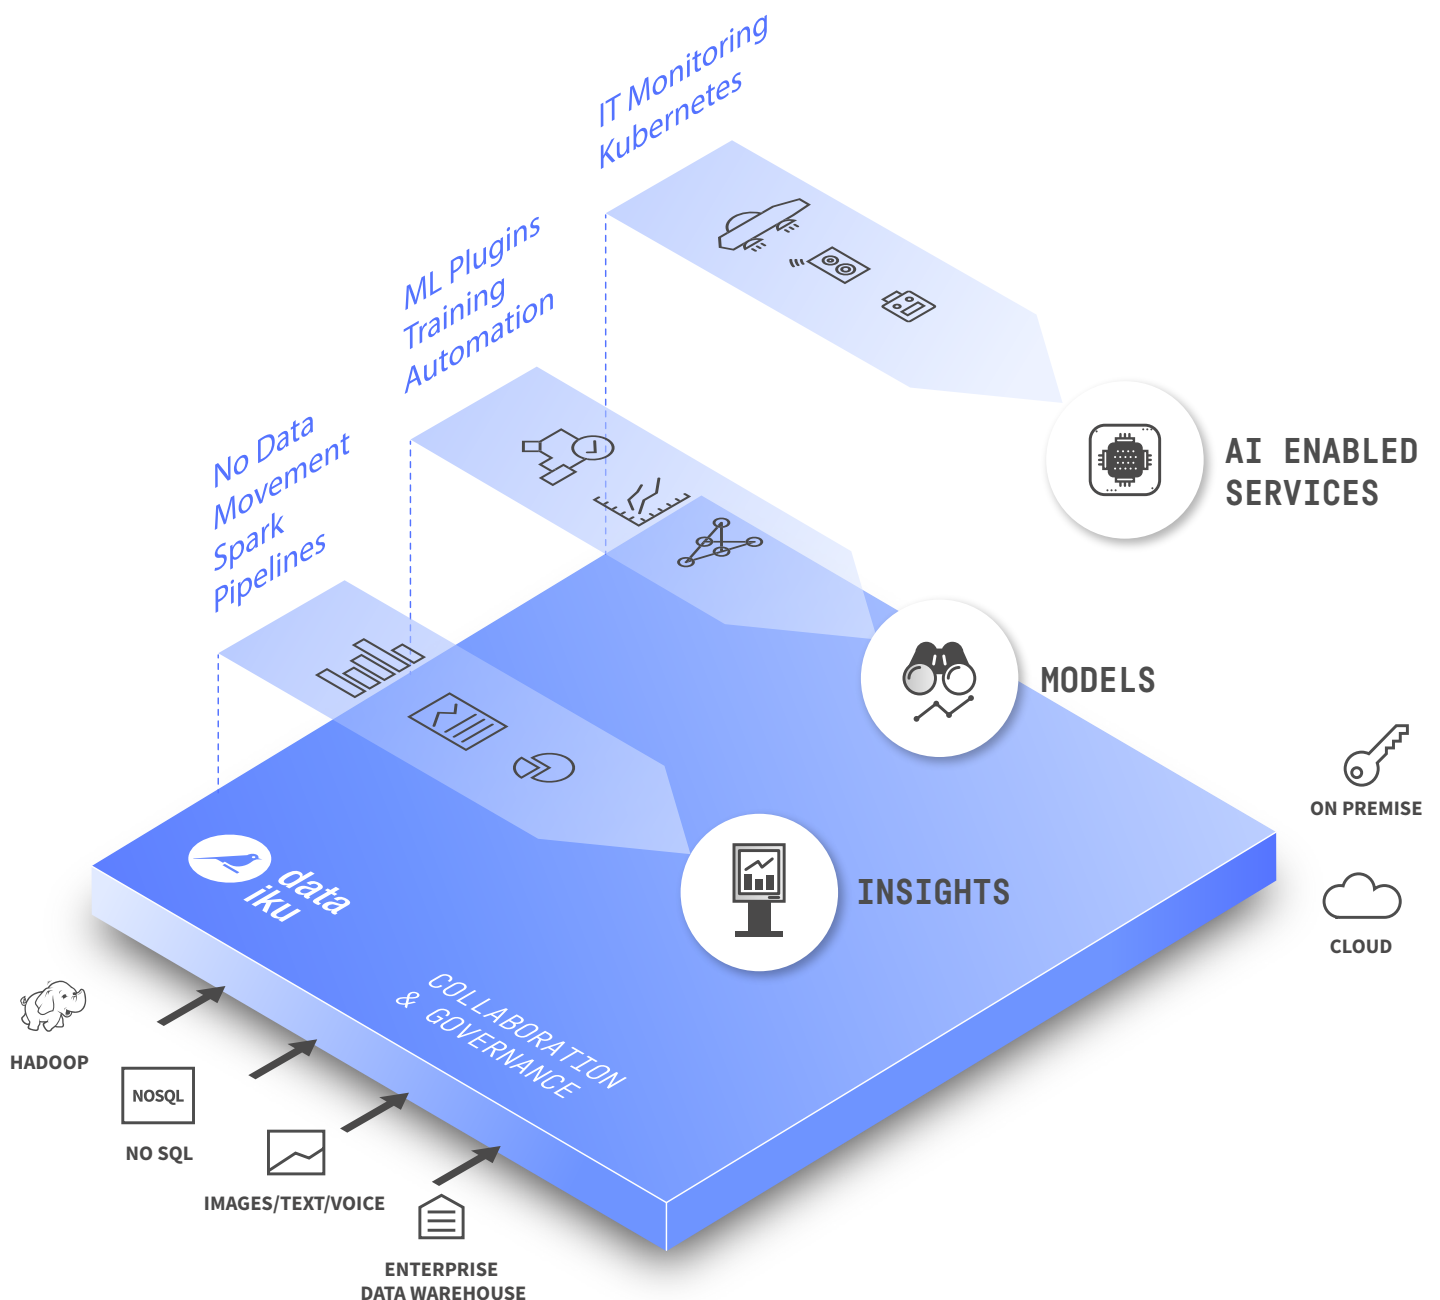 IT Monitoring
Kubernetes
ML Plugins
Training
Automation
No Data
Movement
Spark
Pipelines
AI ENABLED
SERVICES
MODELS
INSIGHTS
ON PREMISE
CLOUD
data
iku
COLLABORATION
& GOVERNANCE
HADOOP
NOSQL
NO SQL
IMAGES/TEXT/VOICE
ENTERPRISE
DATA WAREHOUSE